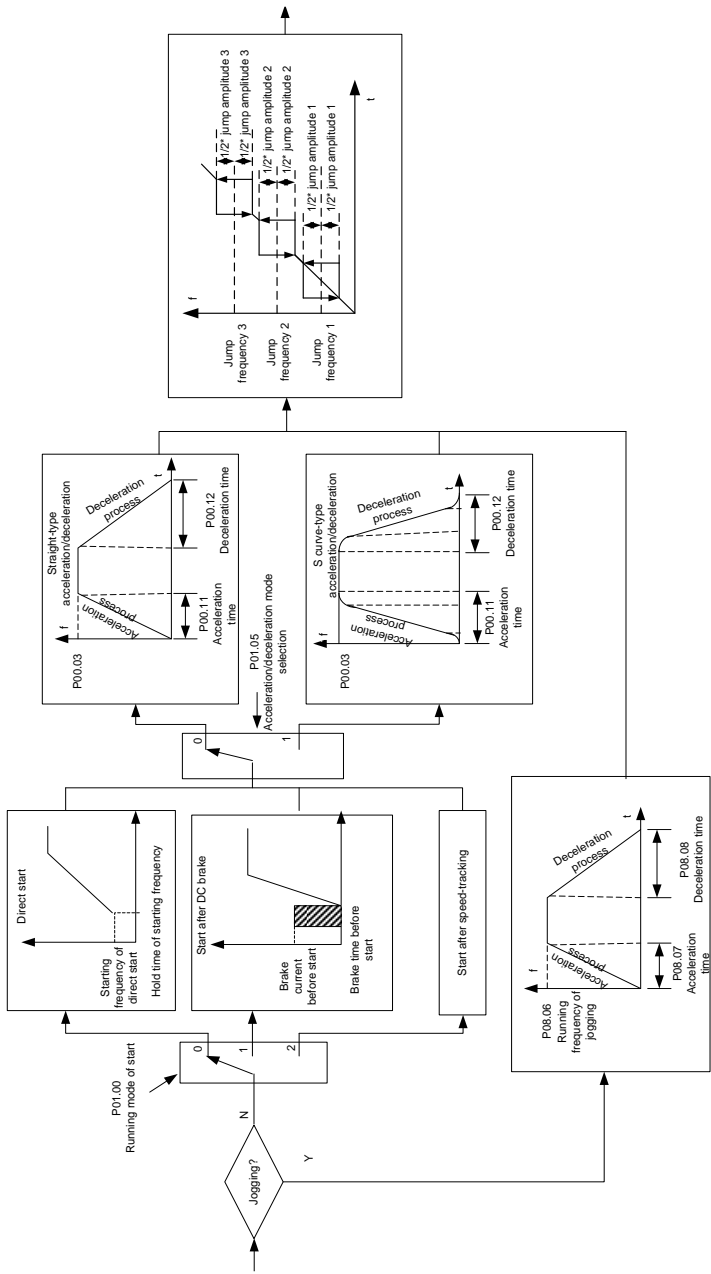 Jogging?
N
Y
P01.00
Running mode of start
0
1
2
Direct start
Starting
frequency of
direct start
Hold time of starting frequency
Start after DC brake
Brake
current
before start
Brake time before
start
Start after speed-tracking
P01.05
Acceleration/deceleration mode
selection
0
1
Straight-type
acceleration/deceleration
f
P00.03
Acceleration
process
Deceleration
process
t
P00.11
Acceleration
time
P00.12
Deceleration time
S curve-type
acceleration/deceleration
f
P00.03
Acceleration
process
Deceleration
process
t
P00.11
Acceleration
time
P00.12
Deceleration time
f
P08.06
Running
frequency of
jogging
Acceleration
process
Deceleration
process
t
P08.07
Acceleration
time
P08.08
Deceleration time
f
Jump
frequency 3
Jump
frequency 2
Jump
frequency 1
1/2* jump amplitude 3
1/2* jump amplitude 3
1/2* jump amplitude 2
1/2* jump amplitude 2
1/2* jump amplitude 1
1/2* jump amplitude 1
t